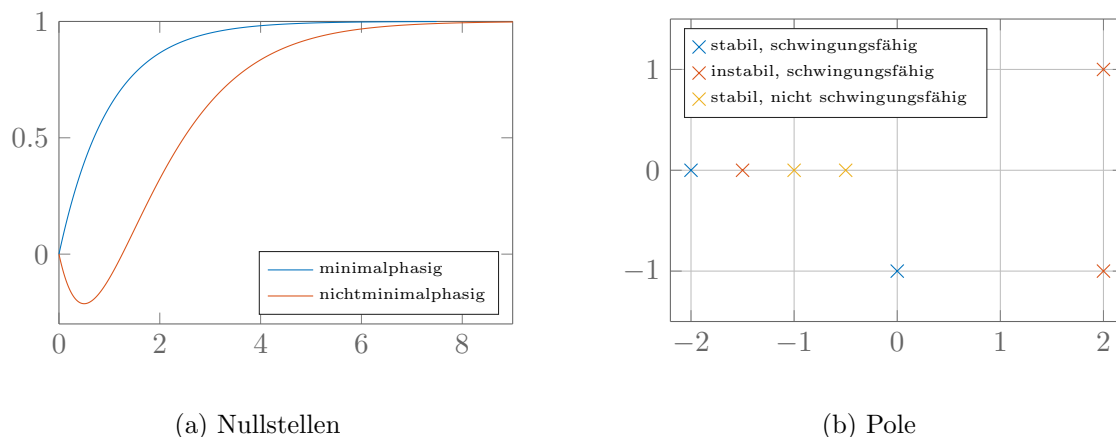 1
0.5
0
0 2 4 6 8
minimalphasig
nichtminimalphasig
(a) Nullstellen
1
0
−1
−2 −1 0 1 2
stabil, schwingungsfähig
instabil, schwingungsfähig
stabil, nicht schwingungsfähig
(b) Pole